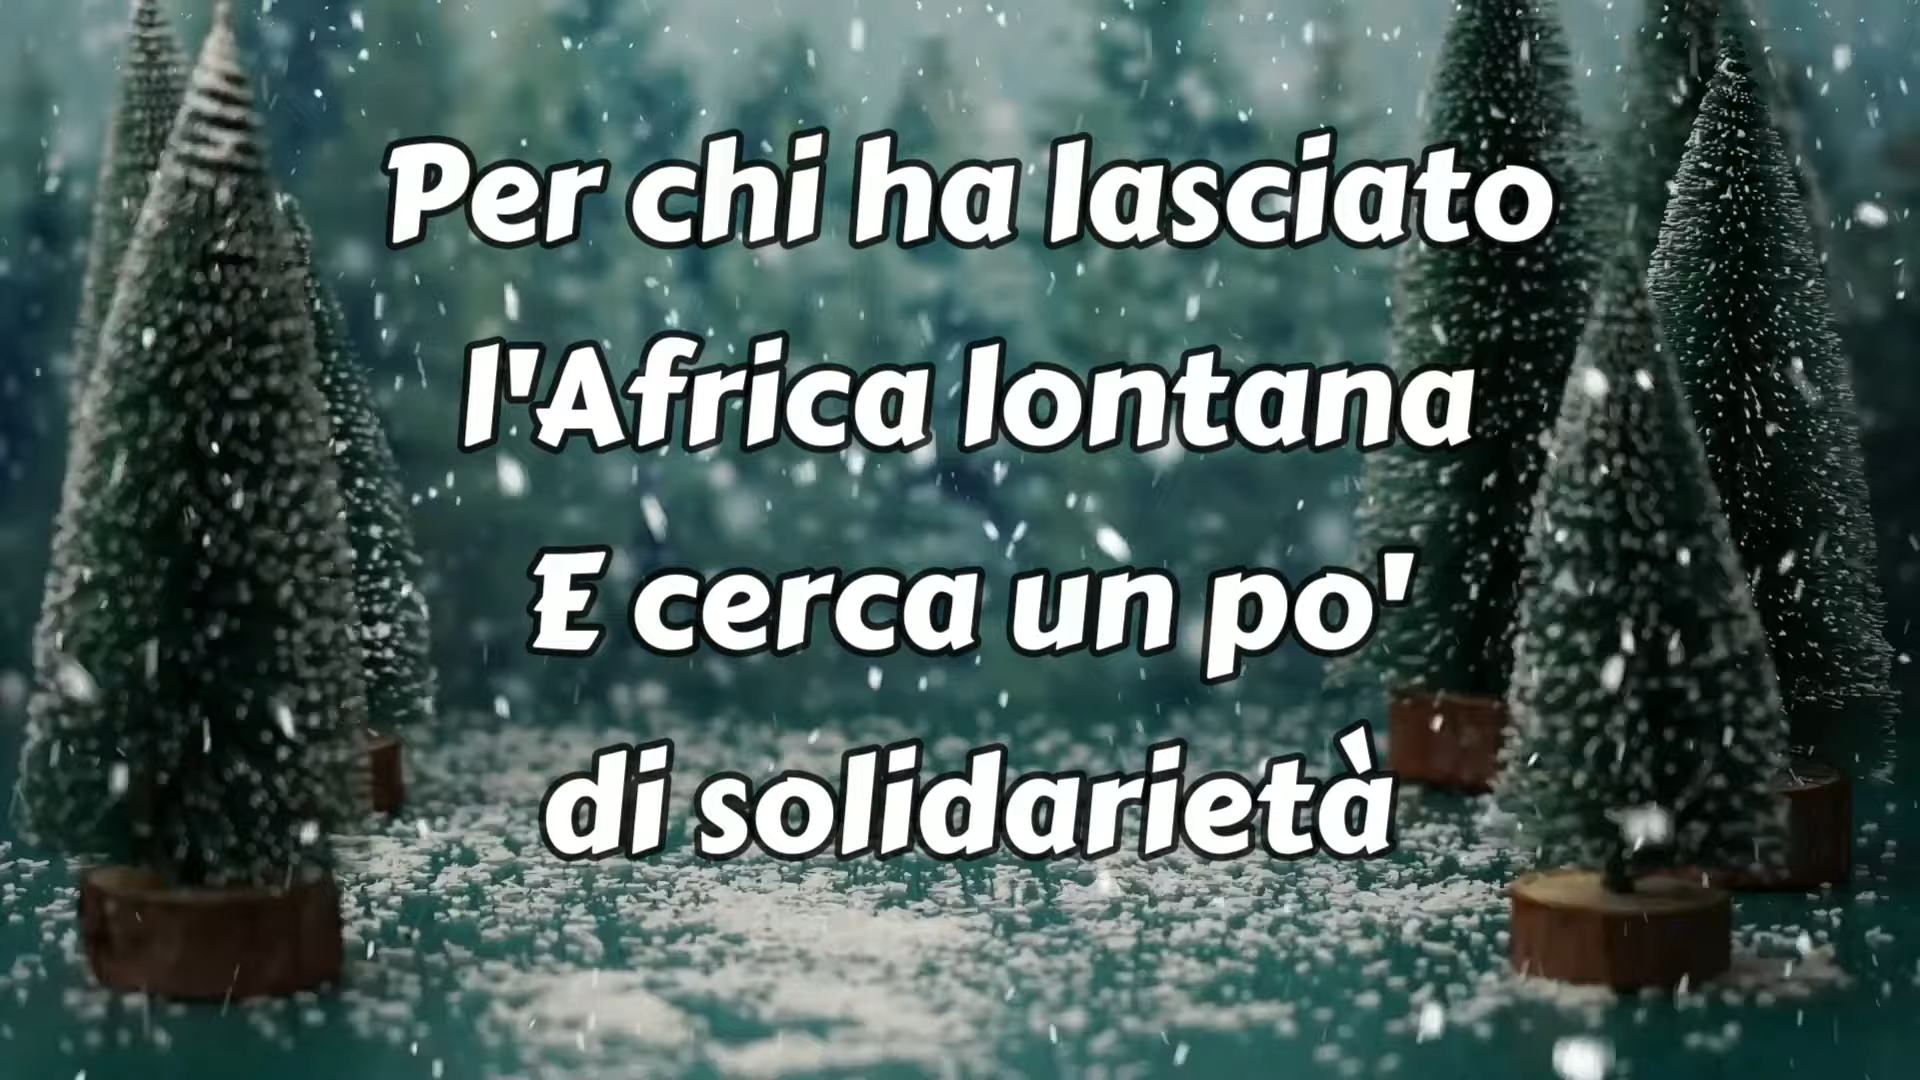 Per chi ha lasciato
l'Africa lontana
E cerca un po'
di solidarietà